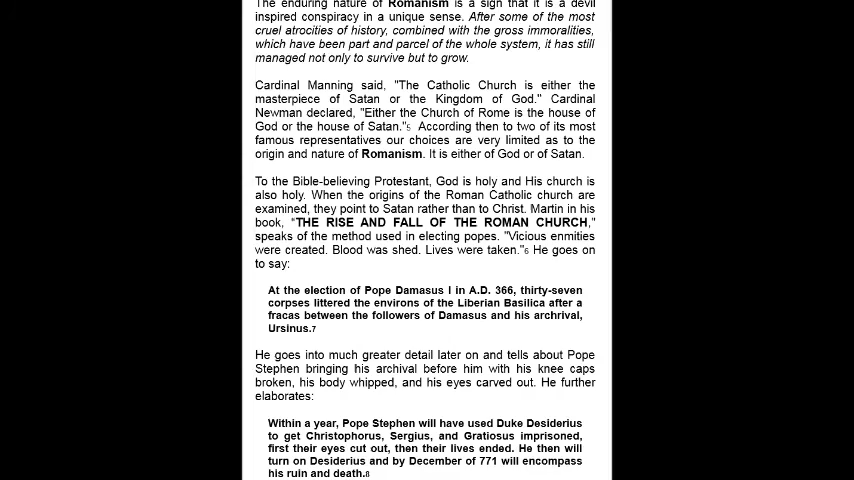 The enduring nature of Romanism is a sign that it is a devil
inspired conspiracy in a unique sense. After some of the most
cruel atrocities of history, combined with the gross immoralities,
which have been part and parcel of the whole system, it has still
managed not only to survive but to grow.
Cardinal Manning said, "The Catholic Church is either the
masterpiece of Satan or the Kingdom of God." Cardinal
Newman declared, "Either the Church of Rome is the house of
God or the house of Satan."5 According then to two of its most
famous representatives our choices are very limited as to the
origin and nature of Romanism. It is either of God or of Satan.
To the Bible-believing Protestant, God is holy and His church is
also holy. When the origins of the Roman Catholic church are
examined, they point to Satan rather than to Christ. Martin in his
book, "THE RISE AND FALL OF THE ROMAN CHURCH,"
speaks of the method used in electing popes. "Vicious enmities
were created. Blood was shed. Lives were taken."6 He goes on
to say:
At the election of Pope Damasus I in A.D. 366, thirty-seven
corpses littered the environs of the Liberian Basilica after a
fracas between the followers of Damasus and his archrival,
Ursinus.7
He goes into much greater detail later on and tells about Pope
Stephen bringing his archival before him with his knee caps
broken, his body whipped, and his eyes carved out. He further
elaborates:
Within a year, Pope Stephen will have used Duke Desiderius
to get Christophorus, Sergius, and Gratiosus imprisoned,
first their eyes cut out, then their lives ended. He then will
turn on Desiderius and by December of 771 will encompass
his ruin and death.8